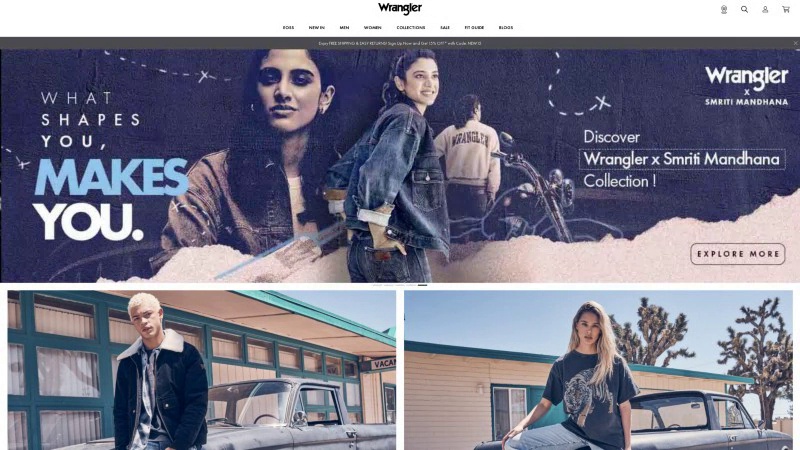 Wrangler
EOSS NEW IN MEN WOMEN COLLECTIONS SALE FIT GUIDE BLOGS
Enjoy FREE SHIPPING & EASY RETURNS! Sign Up Now and Get 15% OFF* with Code: NEW15
WHAT
SHAPES
YOU,
MAKES
YOU.
WRANGLER
Wrangler
X
SMRITI MANDHANA
Discover
Wrangler x Smriti Mandhana
Collection !
EXPLORE MORE
VACAN